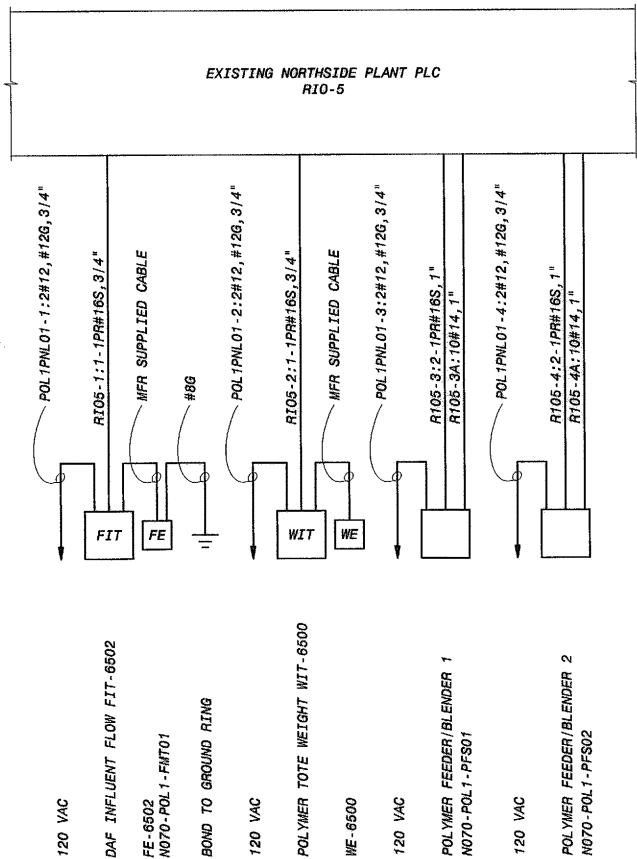 EXISTING NORTHSIDE PLANT PLC
RIO-5
POL1PNL01-1:2#12,#12G,3/4"
RIO5-1:1-1PR#16S,3/4"
MFR SUPPLIED CABLE
#8G
POL1PNL01-2:2#12,#12G,3/4"
RIO5-2:1-1PR#16S,3/4"
MFR SUPPLIED CABLE
POL1PNL01-3:2#12,#12G,3/4"
R105-3:2-1PR#16S,1"
R105-3A:10#14,1"
POL1PNL01-4:2#12,#12G,3/4"
R105-4:2-1PR#16S,1"
R105-4A:10#14,1"
FIT
FE
WIT
WE
120 VAC
DAF INFLUENT FLOW FIT-6502
FE-6502
N070-POL1-FMT01
BOND TO GROUND RING
120 VAC
POLYMER TOTE WEIGHT WIT-6500
WE-6500
120 VAC
POLYMER FEEDER/BLENDER 1
N070-POL1-PFS01
120 VAC
POLYMER FEEDER/BLENDER 2
N070-POL1-PFS02